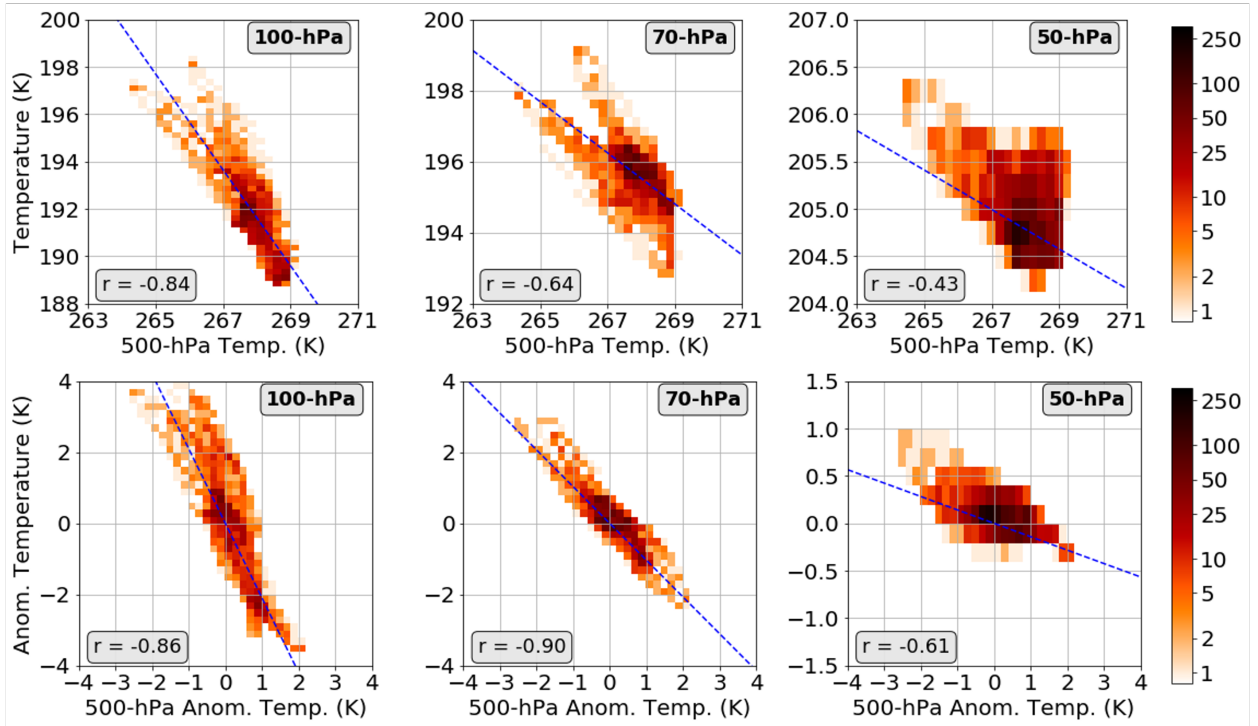 100-hPa
70-hPa
50-hPa
Temperature (K)
200
198
196
194
192
190
188
r = -0.84
263 265 267 269 271
500-hPa Temp. (K)
200
198
196
194
192
r = -0.64
263 265 267 269 271
500-hPa Temp. (K)
207.0
206.5
206.0
205.5
205.0
204.5
204.0
r = -0.43
263 265 267 269 271
500-hPa Temp. (K)
250
100
50
25
10
5
2
1
100-hPa
70-hPa
50-hPa
Anom. Temperature (K)
4
2
0
−2
−4
r = -0.86
−4 −3 −2 −1 0 1 2 3 4
500-hPa Anom. Temp. (K)
4
2
0
−2
−4
r = -0.90
−4 −3 −2 −1 0 1 2 3 4
500-hPa Anom. Temp. (K)
1.5
1.0
0.5
0.0
−0.5
−1.0
−1.5
r = -0.61
−4 −3 −2 −1 0 1 2 3 4
500-hPa Anom. Temp. (K)
250
100
50
25
10
5
2
1